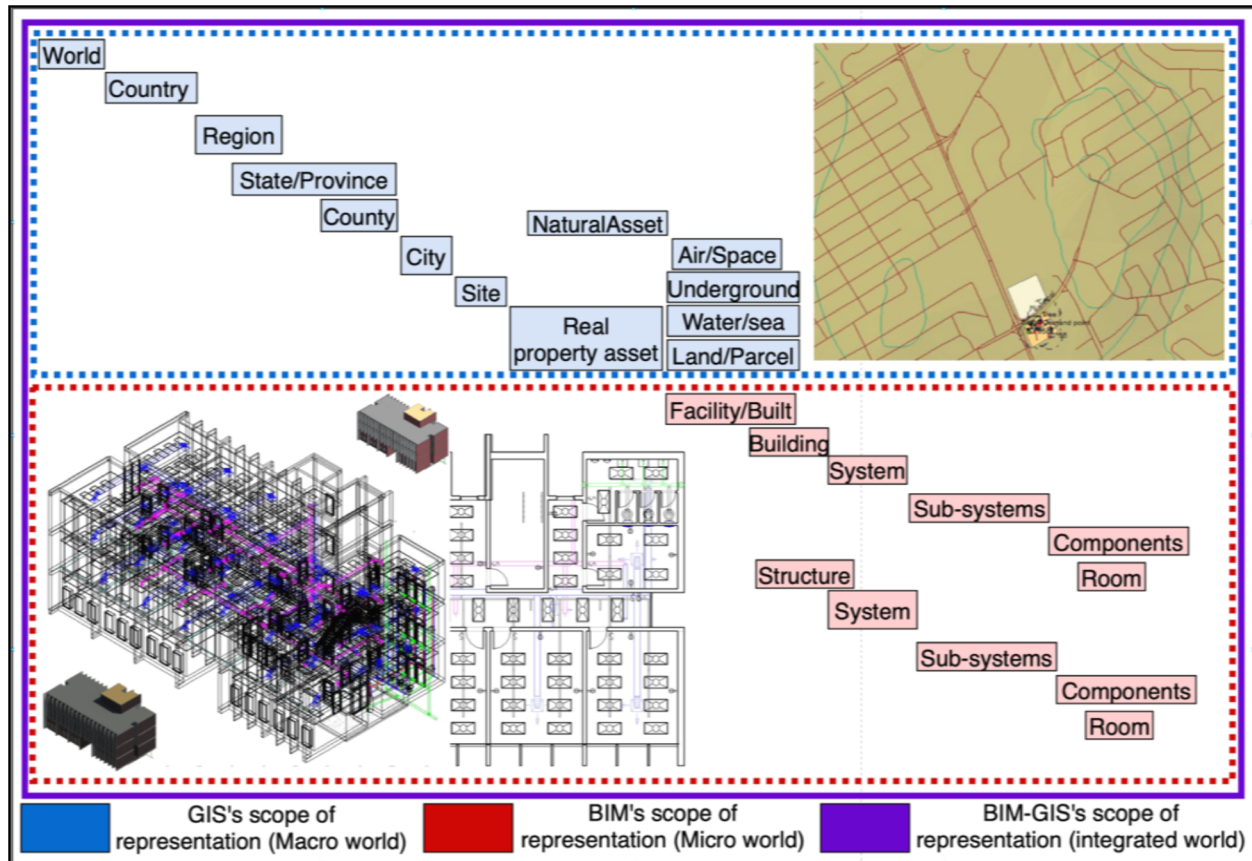 World
Country
Region
State/Province
County
NaturalAsset
City
Air/Space
Site
Underground
Real
property asset
Water/sea
Land/Parcel
Facility/Built
Building
System
Sub-systems
Components
Structure
Room
System
Sub-systems
Components
Room
GIS's scope of
representation (Macro world)
BIM's scope of
representation (Micro world)
BIM-GIS's scope of
representation (integrated world)